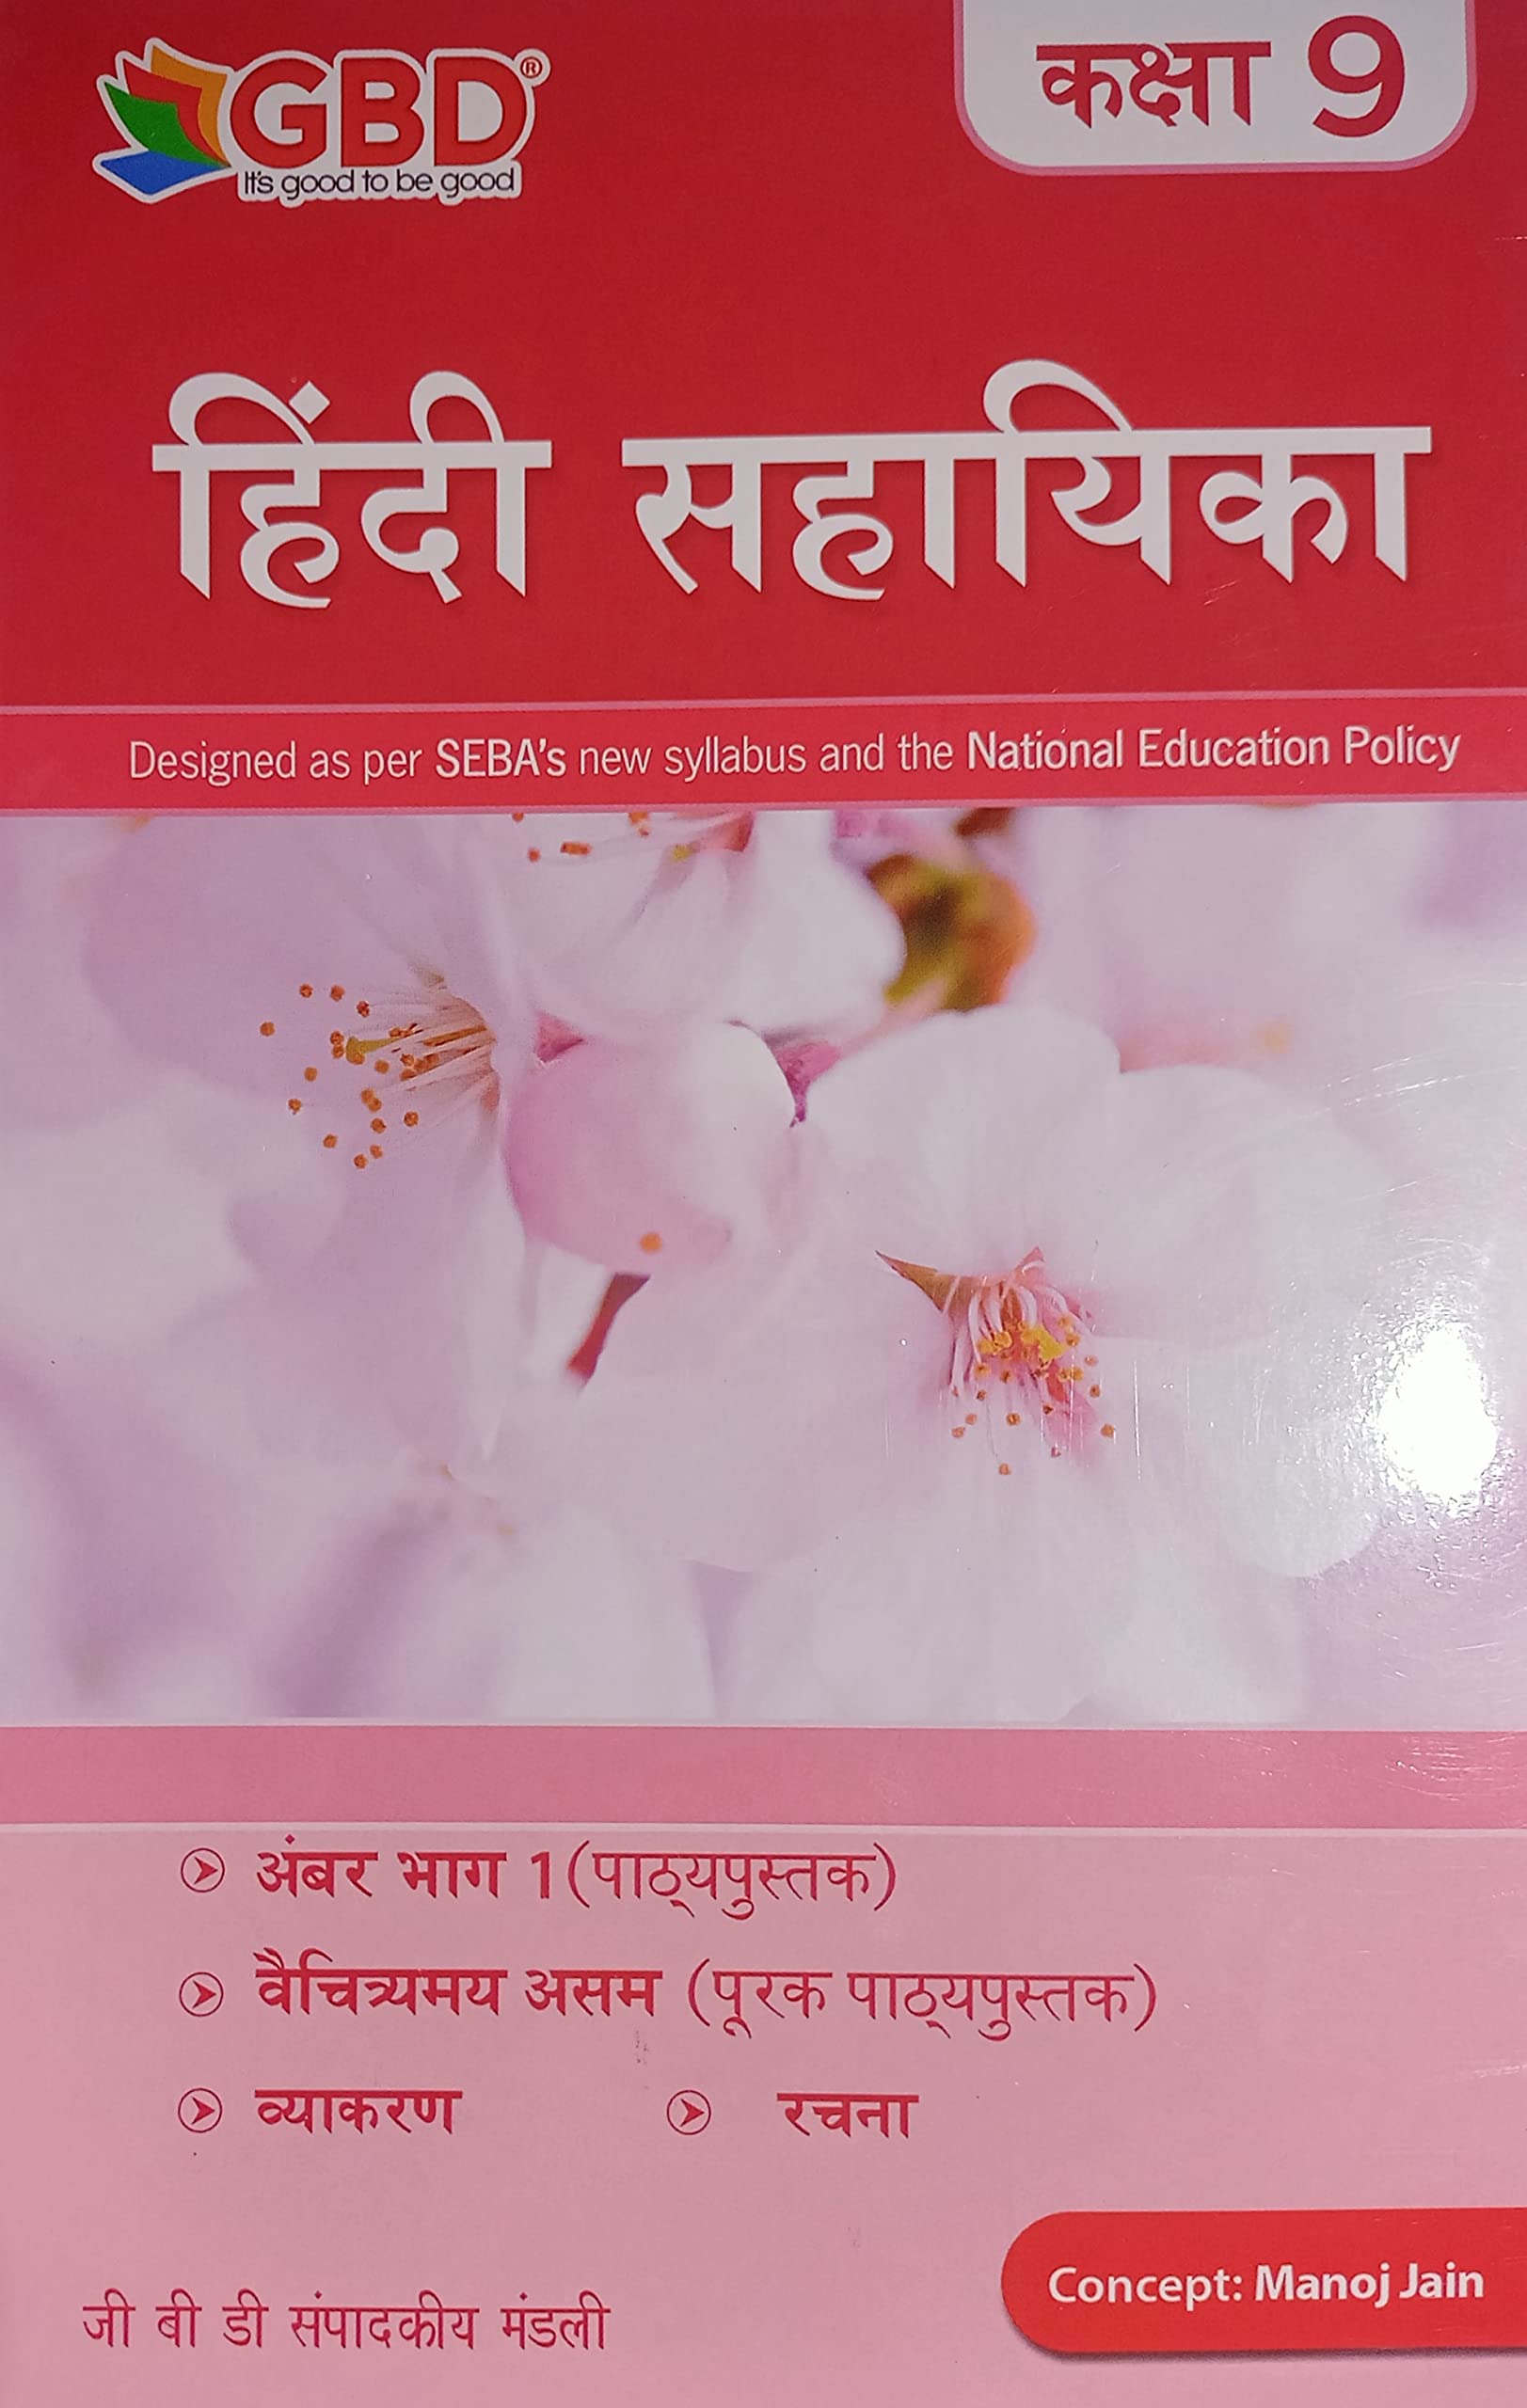 GBD®
It's good to be good
कक्षा 9
हिंदी सहायिका
Designed as per SEBA's new syllabus and the National Education Policy
अंबर भाग 1 (पाठ्यपुस्तक)
वैचित्र्यमय असम (पूरक पाठ्यपुस्तक)
व्याकरण रचना
Concept: Manoj Jain
जी बी डी संपादकीय मंडली